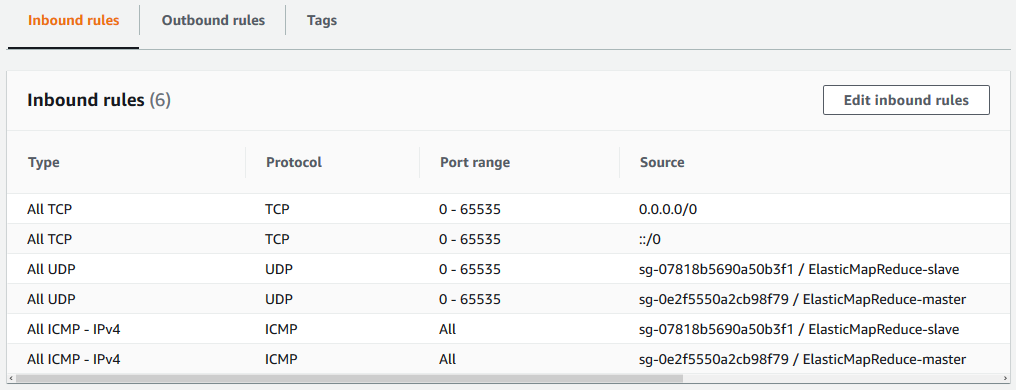 Inbound rules Outbound rules Tags
Inbound rules (6) Edit inbound rules
Type Protocol Port range Source
All TCP TCP 0 - 65535 0.0.0.0/0
All TCP TCP 0 - 65535 ::/0
All UDP UDP 0 - 65535 sg-07818b5690a50b3f1 / ElasticMapReduce-slave
All UDP UDP 0 - 65535 sg-0e2f5550a2cb98f79 / ElasticMapReduce-master
All ICMP - IPv4 ICMP All sg-07818b5690a50b3f1 / ElasticMapReduce-slave
All ICMP - IPv4 ICMP All sg-0e2f5550a2cb98f79 / ElasticMapReduce-master